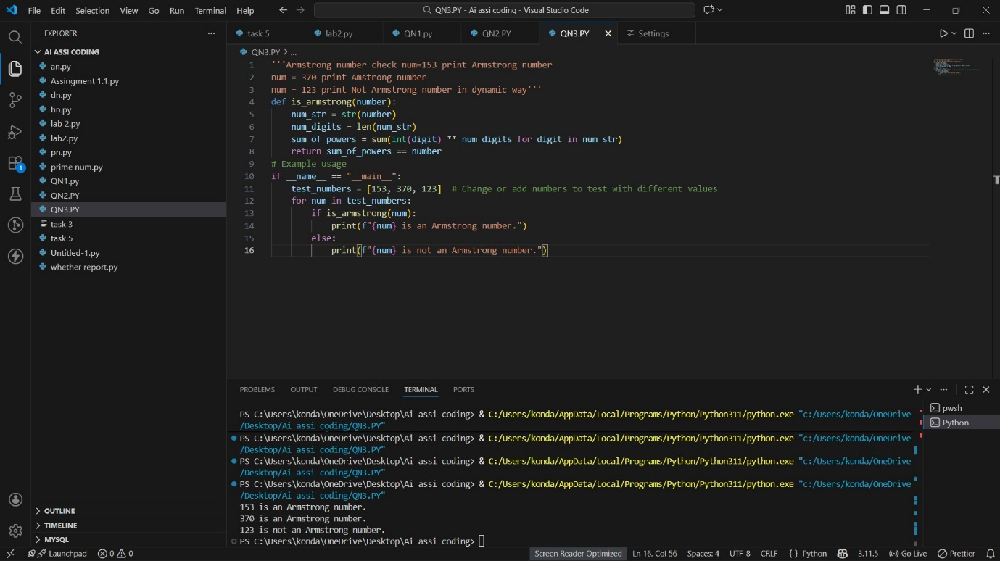 File Edit Selection View Go Run Terminal Help
QN3.PY - Ai assi coding - Visual Studio Code
EXPLORER
AI ASSI CODING
an.py
Assingment 1.1.py
dn.py
hn.py
lab 2.py
lab2.py
pn.py
prime num.py
QN1.py
QN2.PY
QN3.PY
task 3
task 5
Untitled-1.py
whether report.py
OUTLINE
TIMELINE
MYSQL
1
task 5 lab2.py QN1.py QN2.PY QN3.PY Settings
QN3.PY > ...
1 '''Armstrong number check num=153 print Armstrong number
2 num = 370 print Amstrong number
3 num = 123 print Not Armstrong number in dynamic way'''
4 def is_armstrong(number):
5     num_str = str(number)
6     num_digits = len(num_str)
7     sum_of_powers = sum(int(digit) ** num_digits for digit in num_str)
8     return sum_of_powers == number
9 # Example usage
10 if __name__ == "__main__":
11     test_numbers = [153, 370, 123]  # Change or add numbers to test with different values
12     for num in test_numbers:
13         if is_armstrong(num):
14             print(f"{num} is an Armstrong number.")
15         else:
16             print(f"{num} is not an Armstrong number.")
PROBLEMS OUTPUT DEBUG CONSOLE TERMINAL PORTS
PS C:\Users\konda\OneDrive\Desktop\Ai assi coding> & C:/Users/konda/AppData/Local/Programs/Python/Python311/python.exe "c:/Users/konda/OneDrive
/Desktop/Ai assi coding/QN3.PY"
PS C:\Users\konda\OneDrive\Desktop\Ai assi coding> & C:/Users/konda/AppData/Local/Programs/Python/Python311/python.exe "c:/Users/konda/OneDrive
/Desktop/Ai assi coding/QN3.PY"
PS C:\Users\konda\OneDrive\Desktop\Ai assi coding> & C:/Users/konda/AppData/Local/Programs/Python/Python311/python.exe "c:/Users/konda/OneDrive
/Desktop/Ai assi coding/QN3.PY"
PS C:\Users\konda\OneDrive\Desktop\Ai assi coding> & C:/Users/konda/AppData/Local/Programs/Python/Python311/python.exe "c:/Users/konda/OneDrive
/Desktop/Ai assi coding/QN3.PY"
153 is an Armstrong number.
370 is an Armstrong number.
123 is not an Armstrong number.
PS C:\Users\konda\OneDrive\Desktop\Ai assi coding>
pwsh
Python
Launchpad 0 0 Screen Reader Optimized Ln 16, Col 56 Spaces: 4 UTF-8 CRLF { } Python 3.11.5 Go Live Prettier